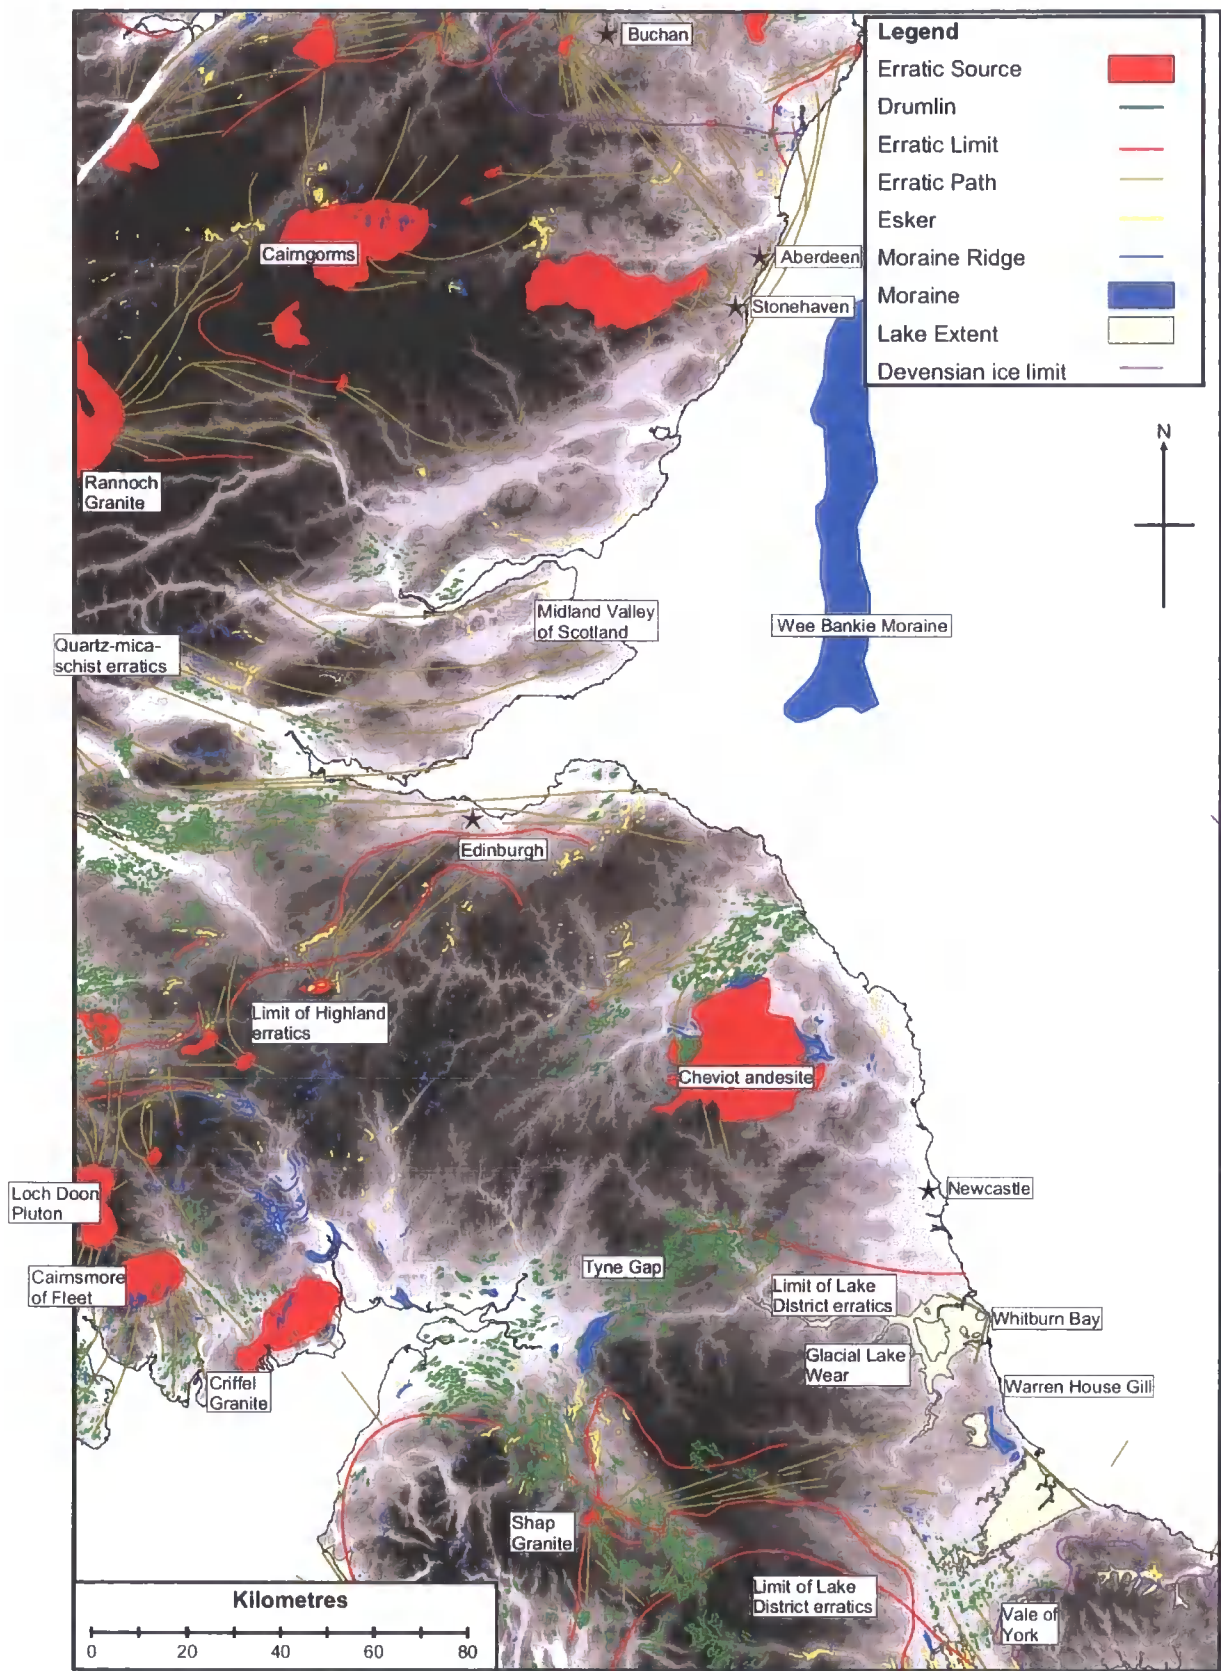 Buchan
Legend
Erratic Source
Drumlin
Erratic Limit
Erratic Path
Esker
Moraine Ridge
Moraine
Lake Extent
Devensian ice limit
Cairngorms
Aberdeen
Stonehaven
N
Rannoch
Granite
Midland Valley
of Scotland
Wee Bankie Moraine
Quartz-mica-
schist erratics
Edinburgh
Limit of Highland
erratics
Cheviot andesite
Loch Doon
Pluton
Newcastle
Cairnsmore
of Fleet
Tyne Gap
Limit of Lake
District erratics
Whitburn Bay
Glacial Lake
Wear
Criffel
Granite
Warren House Gill
Shap
Granite
Limit of Lake
District erratics
Vale of
York
Kilometres
0 20 40 60 80